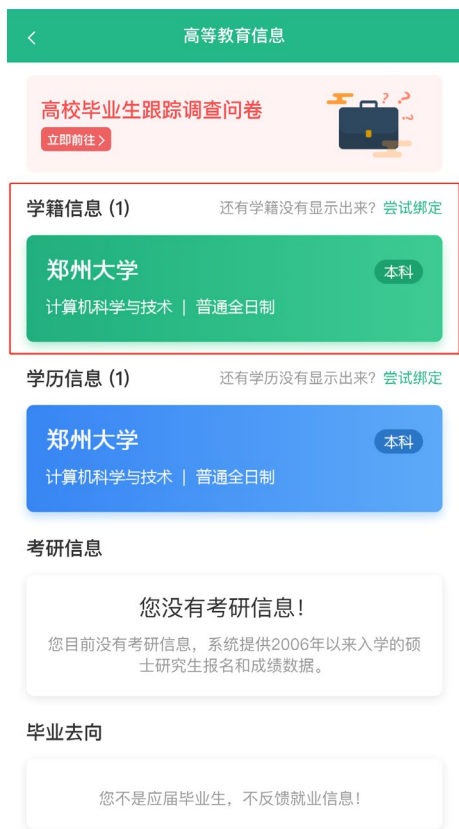 高等教育信息
高校毕业生跟踪调查问卷
立即前往 >
学籍信息 (1) 还有学籍没有显示出来? 尝试绑定
郑州大学 本科
计算机科学与技术 | 普通全日制
学历信息 (1) 还有学历没有显示出来? 尝试绑定
郑州大学 本科
计算机科学与技术 | 普通全日制
考研信息
您没有考研信息!
您目前没有考研信息，系统提供2006年以来入学的硕
士研究生报名和成绩数据。
毕业去向
您不是应届毕业生，不反馈就业信息!